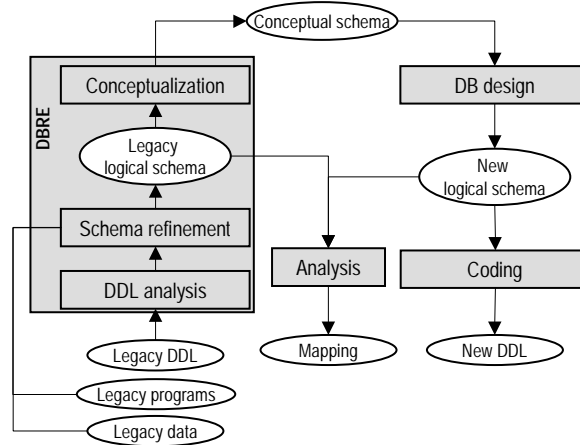 Conceptual schema
DBRE
Conceptualization
DB design
Legacy
logical schema
New
logical schema
Schema refinement
Analysis
Coding
DDL analysis
Legacy DDL
Mapping
New DDL
Legacy programs
Legacy data